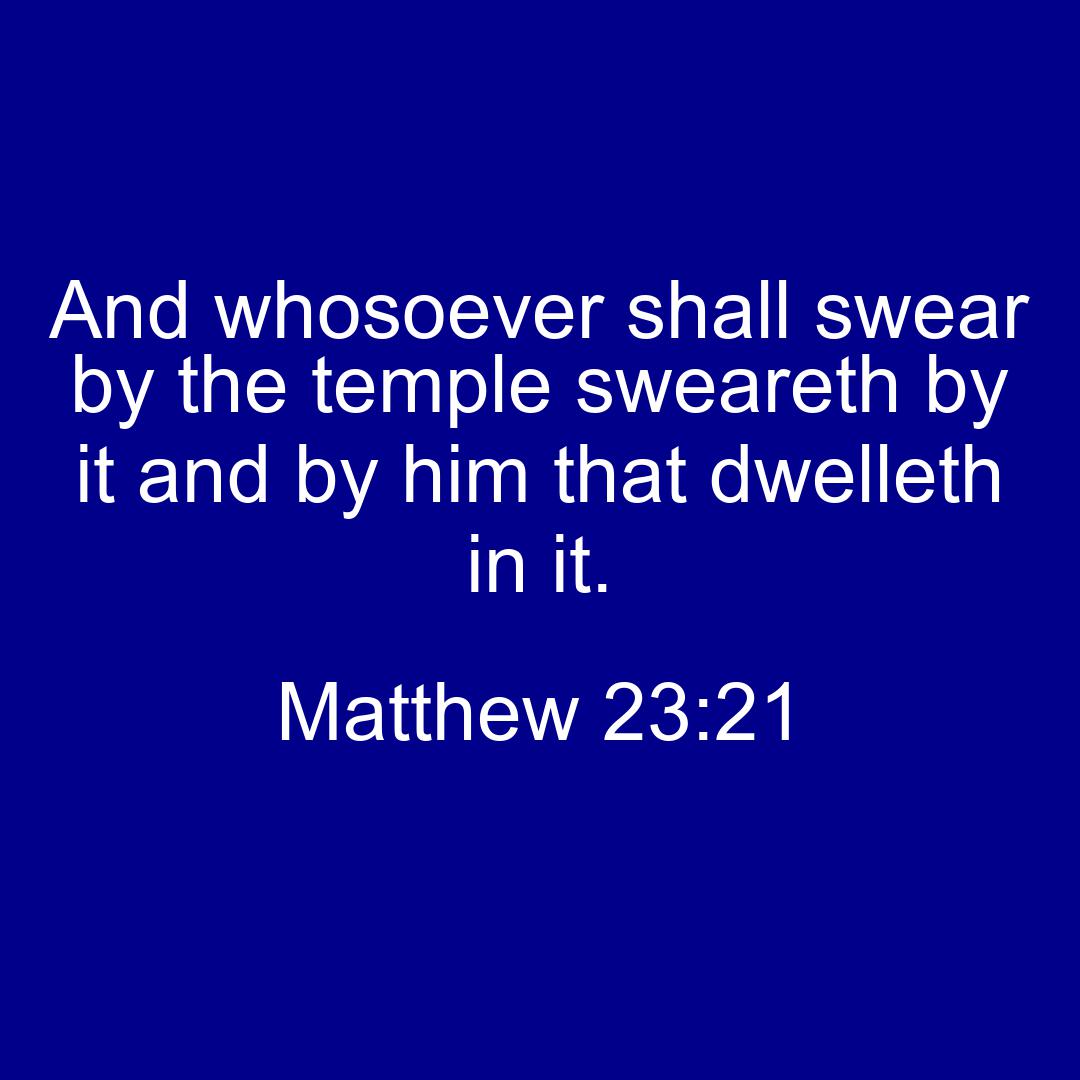 And whosoever shall swear
by the temple sweareth by
it and by him that dwelleth
in it.
Matthew 23:21